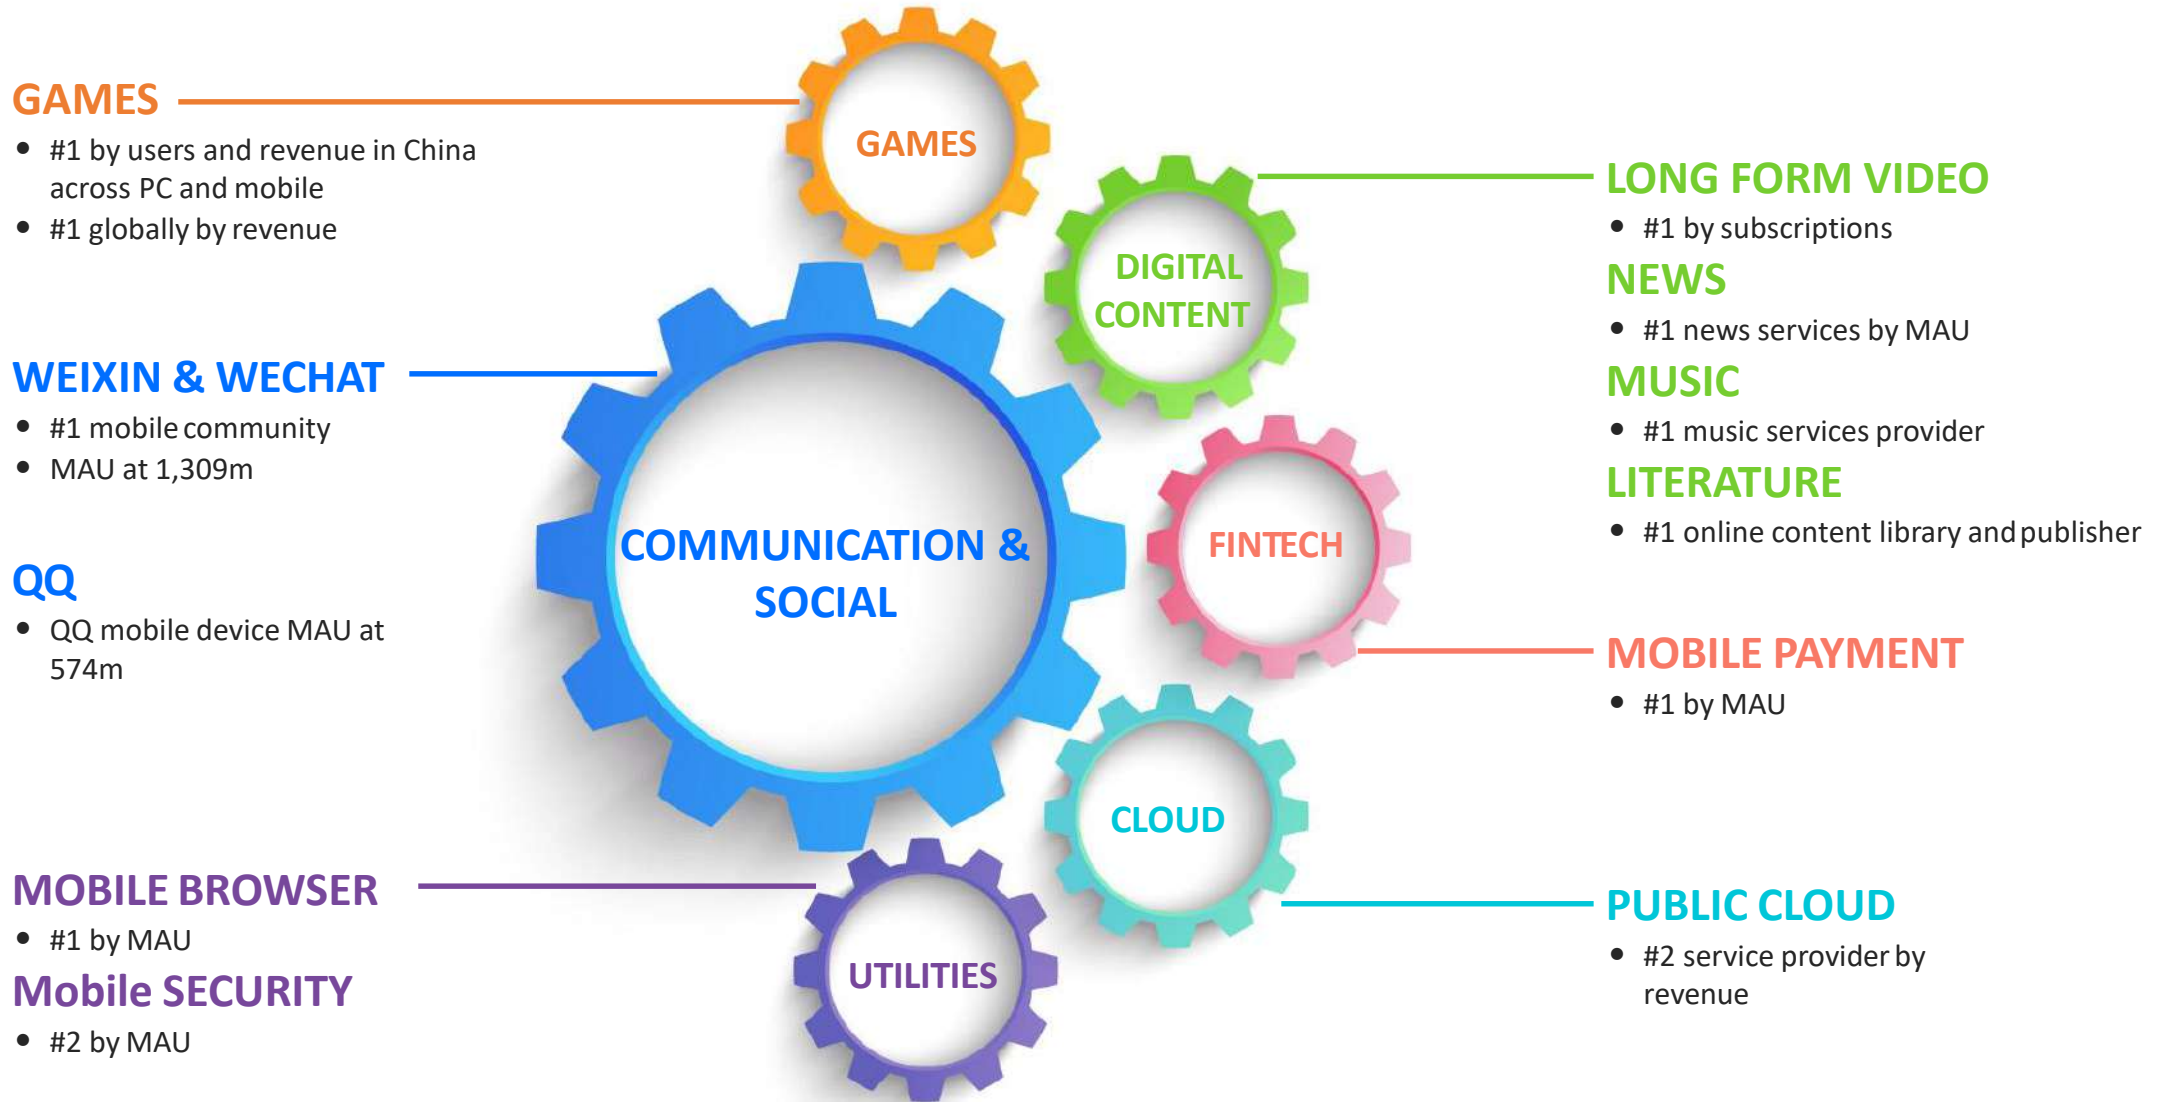 GAMES
• #1 by users and revenue in China
across PC and mobile
• #1 globally by revenue
WEIXIN & WECHAT
• #1 mobile community
• MAU at 1,309m
QQ
• QQ mobile device MAU at
574m
MOBILE BROWSER
• #1 by MAU
Mobile SECURITY
• #2 by MAU
GAMES
DIGITAL
CONTENT
COMMUNICATION &
SOCIAL
FINTECH
CLOUD
UTILITIES
LONG FORM VIDEO
• #1 by subscriptions
NEWS
• #1 news services by MAU
MUSIC
• #1 music services provider
LITERATURE
• #1 online content library and publisher
MOBILE PAYMENT
• #1 by MAU
PUBLIC CLOUD
• #2 service provider by
revenue